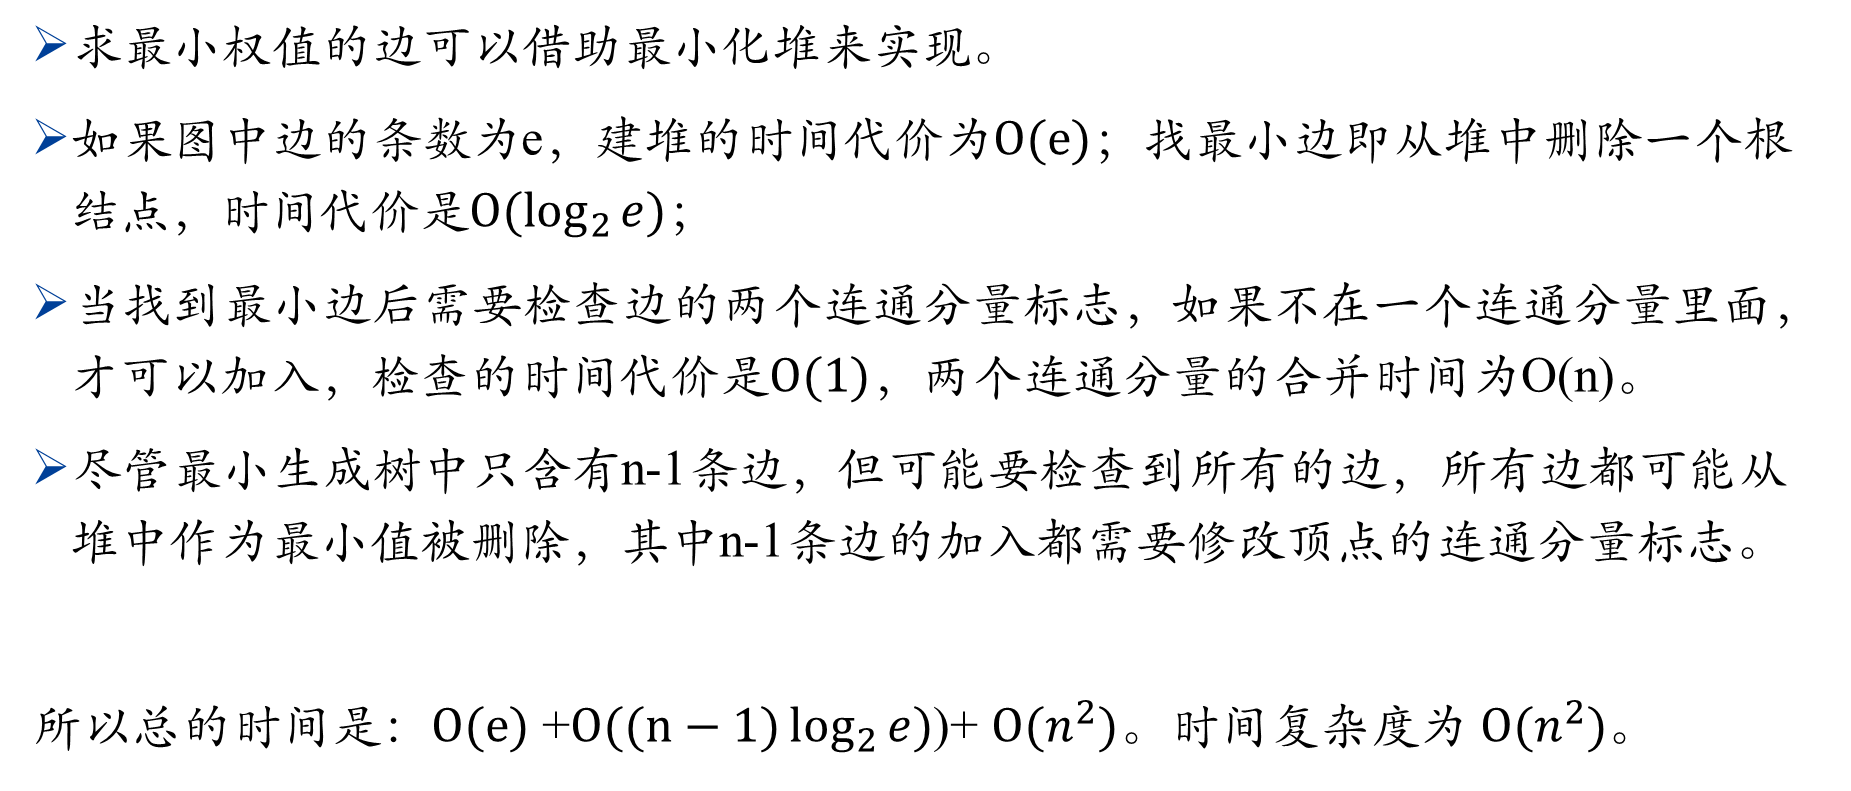 ➢求最小权值的边可以借助最小化堆来实现。
➢如果图中边的条数为e，建堆的时间代价为O(e)；找最小边即从堆中删除一个根
结点，时间代价是O(log₂ e)；
➢当找到最小边后需要检查边的两个连通分量标志，如果不在一个连通分量里面，
才可以加入，检查的时间代价是O(1)，两个连通分量的合并时间为O(n)。
➢尽管最小生成树中只含有n-1条边，但可能要检查到所有的边，所有边都可能从
堆中作为最小值被删除，其中n-1条边的加入都需要修改顶点的连通分量标志。
所以总的时间是：O(e) +O((n − 1) log₂ e))+ O(n²)。时间复杂度为 O(n²)。